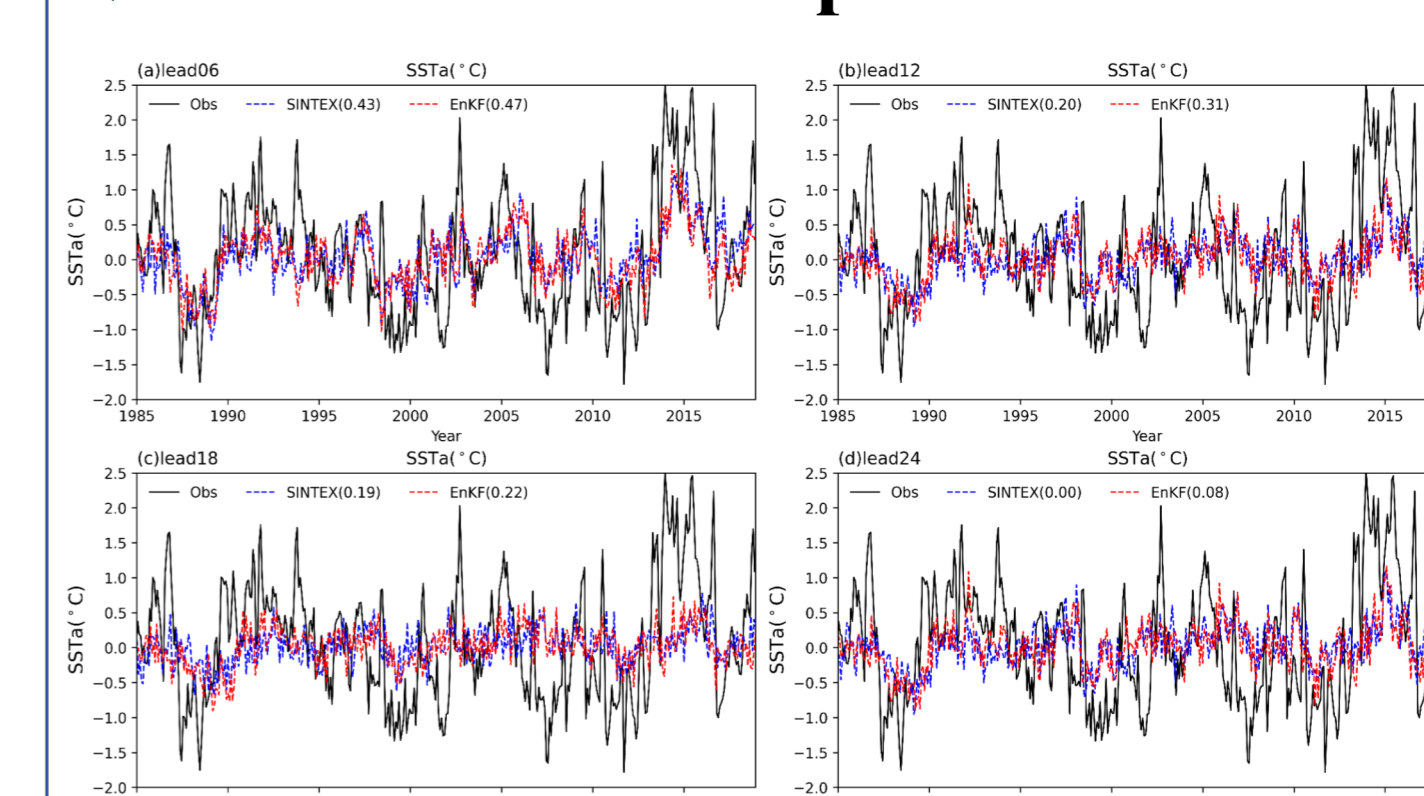 p
(a)lead06 SSTa(°C)
Obs SINTEX(0.43) EnKF(0.47)
SSTa(°C)
2.5
2.0
1.5
1.0
0.5
0.0
−0.5
−1.0
−1.5
−2.0
1985 1990 1995 2000 2005 2010 2015
Year
(b)lead12 SSTa(°C)
Obs SINTEX(0.20) EnKF(0.31)
SSTa(°C)
2.5
2.0
1.5
1.0
0.5
0.0
−0.5
−1.0
−1.5
−2.0
1985 1990 1995 2000 2005 2010 2015
Year
(c)lead18 SSTa(°C)
Obs SINTEX(0.19) EnKF(0.22)
SSTa(°C)
2.5
2.0
1.5
1.0
0.5
0.0
−0.5
−1.0
−1.5
−2.0
(d)lead24 SSTa(°C)
Obs SINTEX(0.00) EnKF(0.08)
SSTa(°C)
2.5
2.0
1.5
1.0
0.5
0.0
−0.5
−1.0
−1.5
−2.0